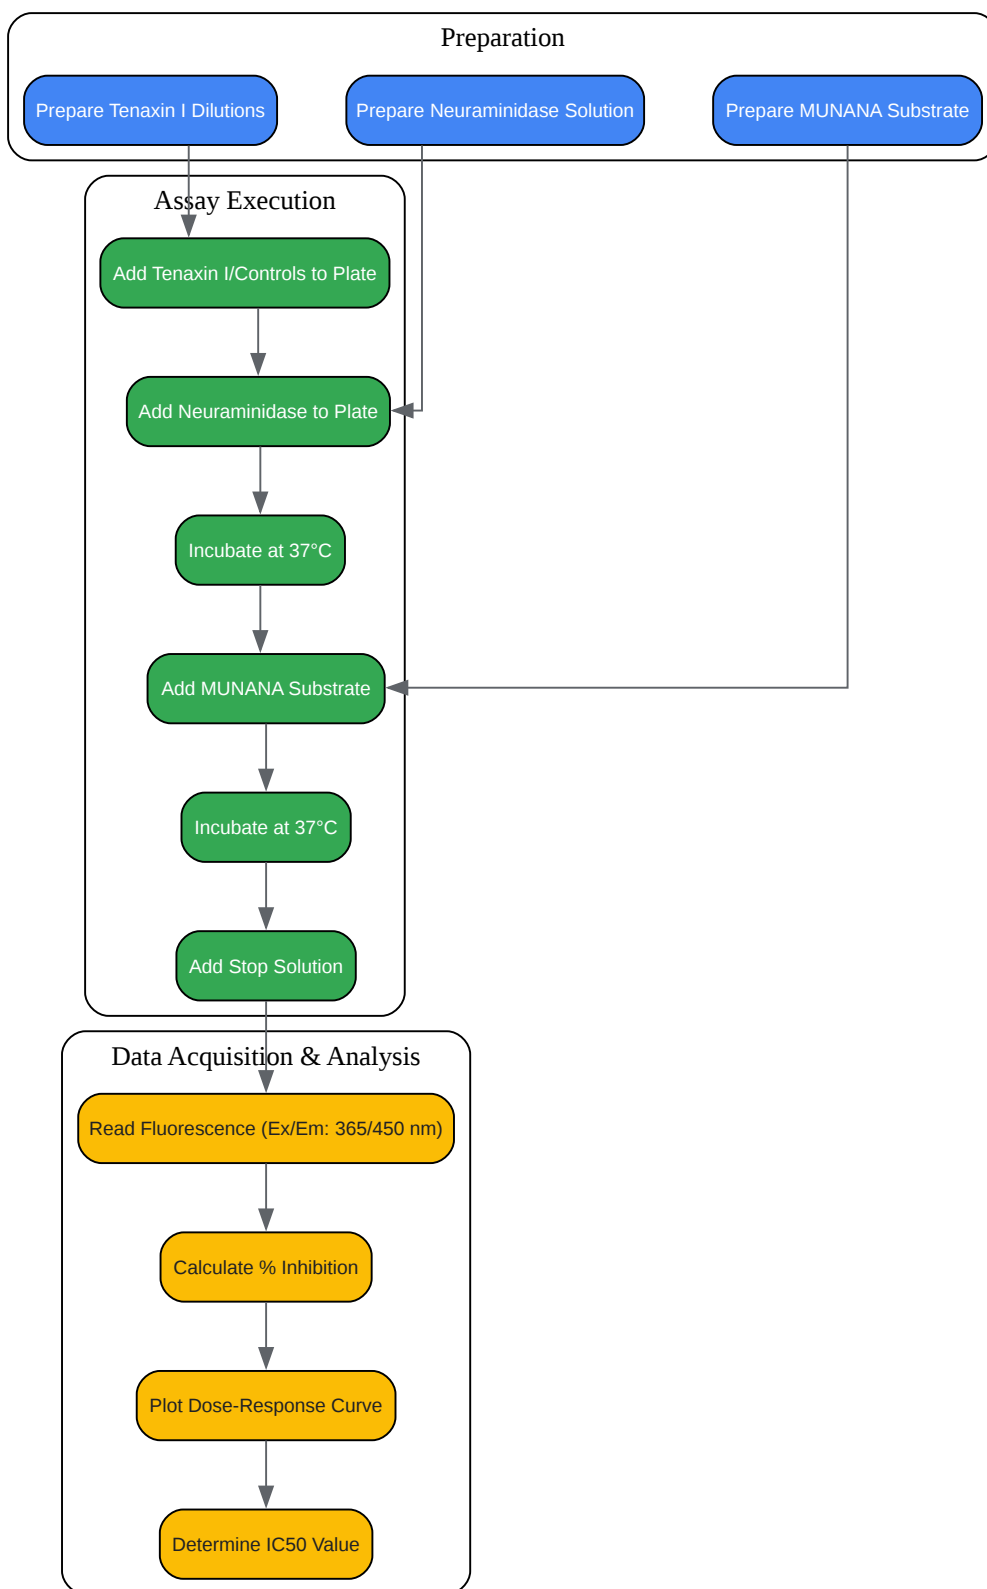 Preparation
Prepare Tenaxin I Dilutions
Prepare Neuraminidase Solution
Prepare MUNANA Substrate
Assay Execution
Add Tenaxin I/Controls to Plate
Add Neuraminidase to Plate
Incubate at 37°C
Add MUNANA Substrate
Incubate at 37°C
Add Stop Solution
Data Acquisition & Analysis
Read Fluorescence (Ex/Em: 365/450 nm)
Calculate % Inhibition
Plot Dose-Response Curve
Determine IC50 Value